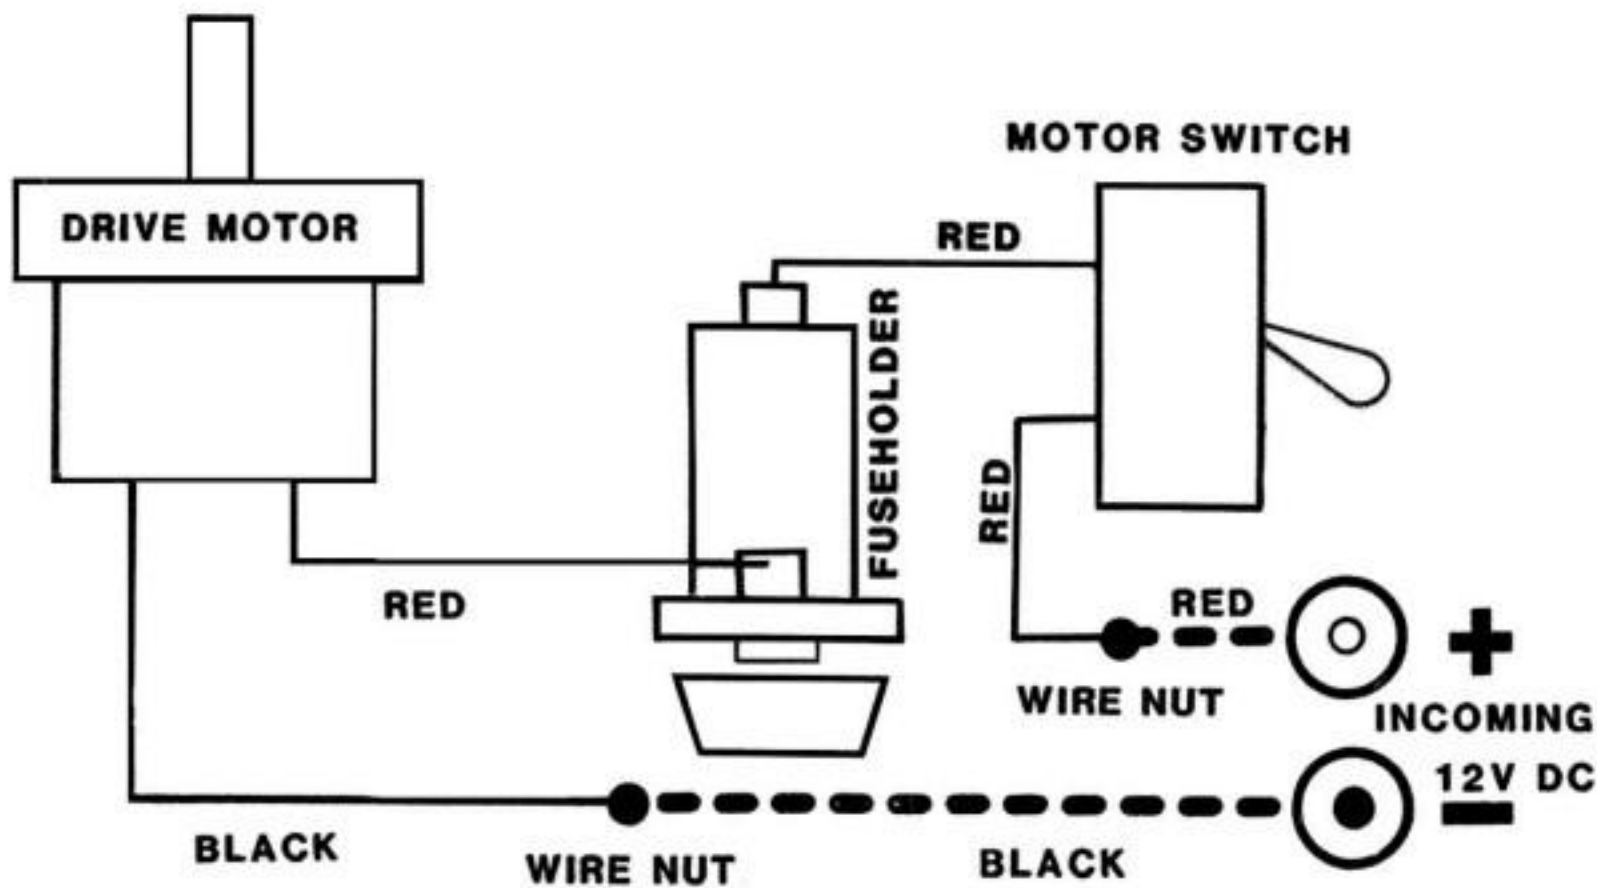 MOTOR SWITCH
DRIVE MOTOR
RED
FUSEHOLDER
RED
RED
RED
+
WIRE NUT
INCOMING
12V DC
BLACK
WIRE NUT
BLACK